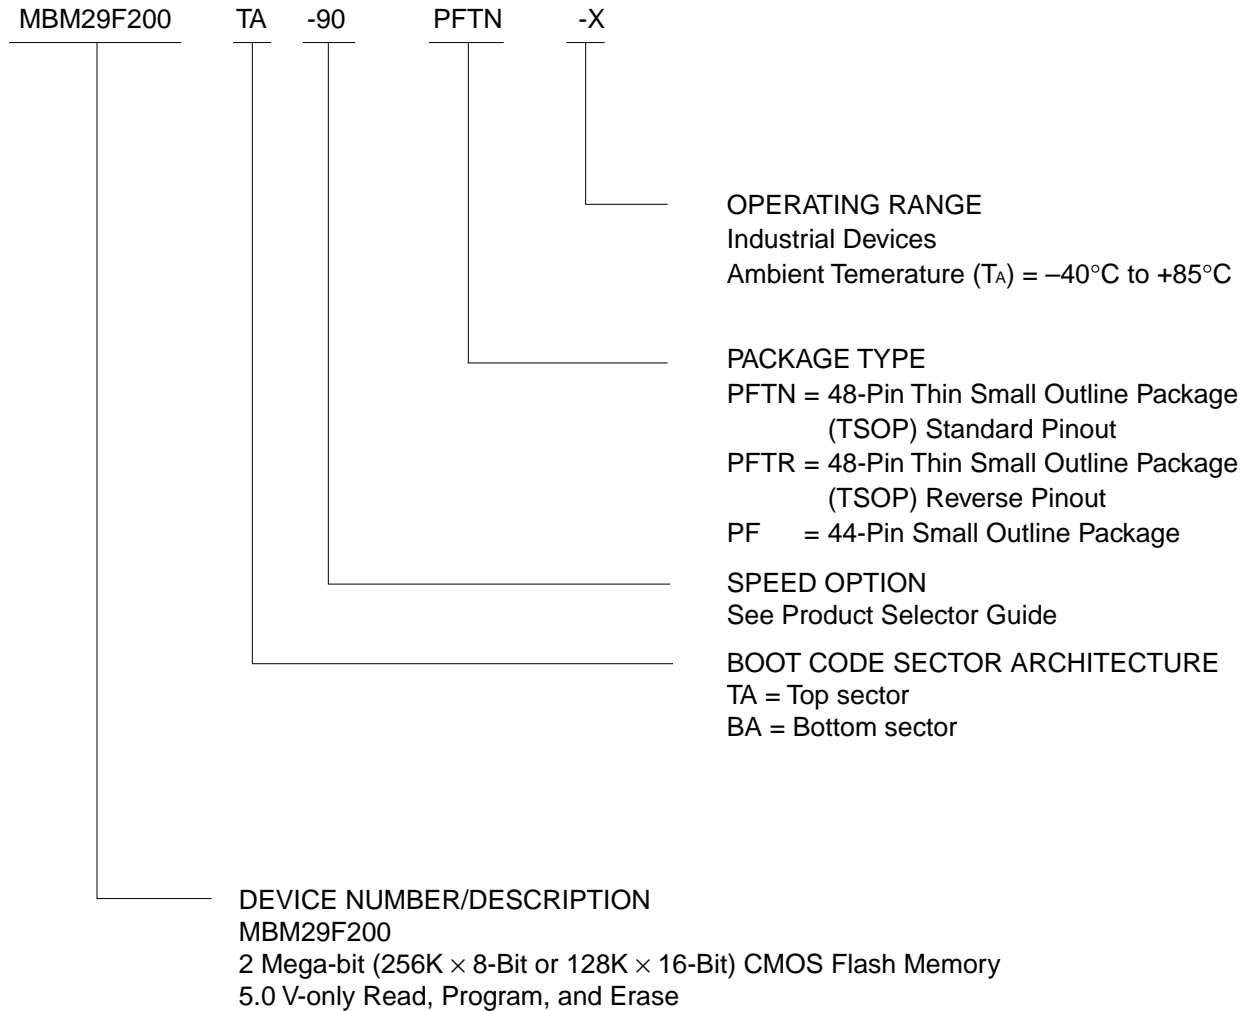 MBM29F200 TA -90 PFTN -X
OPERATING RANGE
Industrial Devices
Ambient Temerature (TA) = –40°C to +85°C
PACKAGE TYPE
PFTN = 48-Pin Thin Small Outline Package
(TSOP) Standard Pinout
PFTR = 48-Pin Thin Small Outline Package
(TSOP) Reverse Pinout
PF = 44-Pin Small Outline Package
SPEED OPTION
See Product Selector Guide
BOOT CODE SECTOR ARCHITECTURE
TA = Top sector
BA = Bottom sector
DEVICE NUMBER/DESCRIPTION
MBM29F200
2 Mega-bit (256K × 8-Bit or 128K × 16-Bit) CMOS Flash Memory
5.0 V-only Read, Program, and Erase